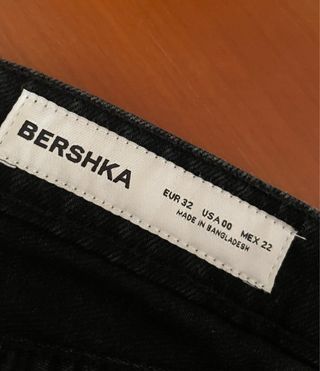 BERSHKA
EUR 32 USA 00 MEX 22
MADE IN BANGLADESH